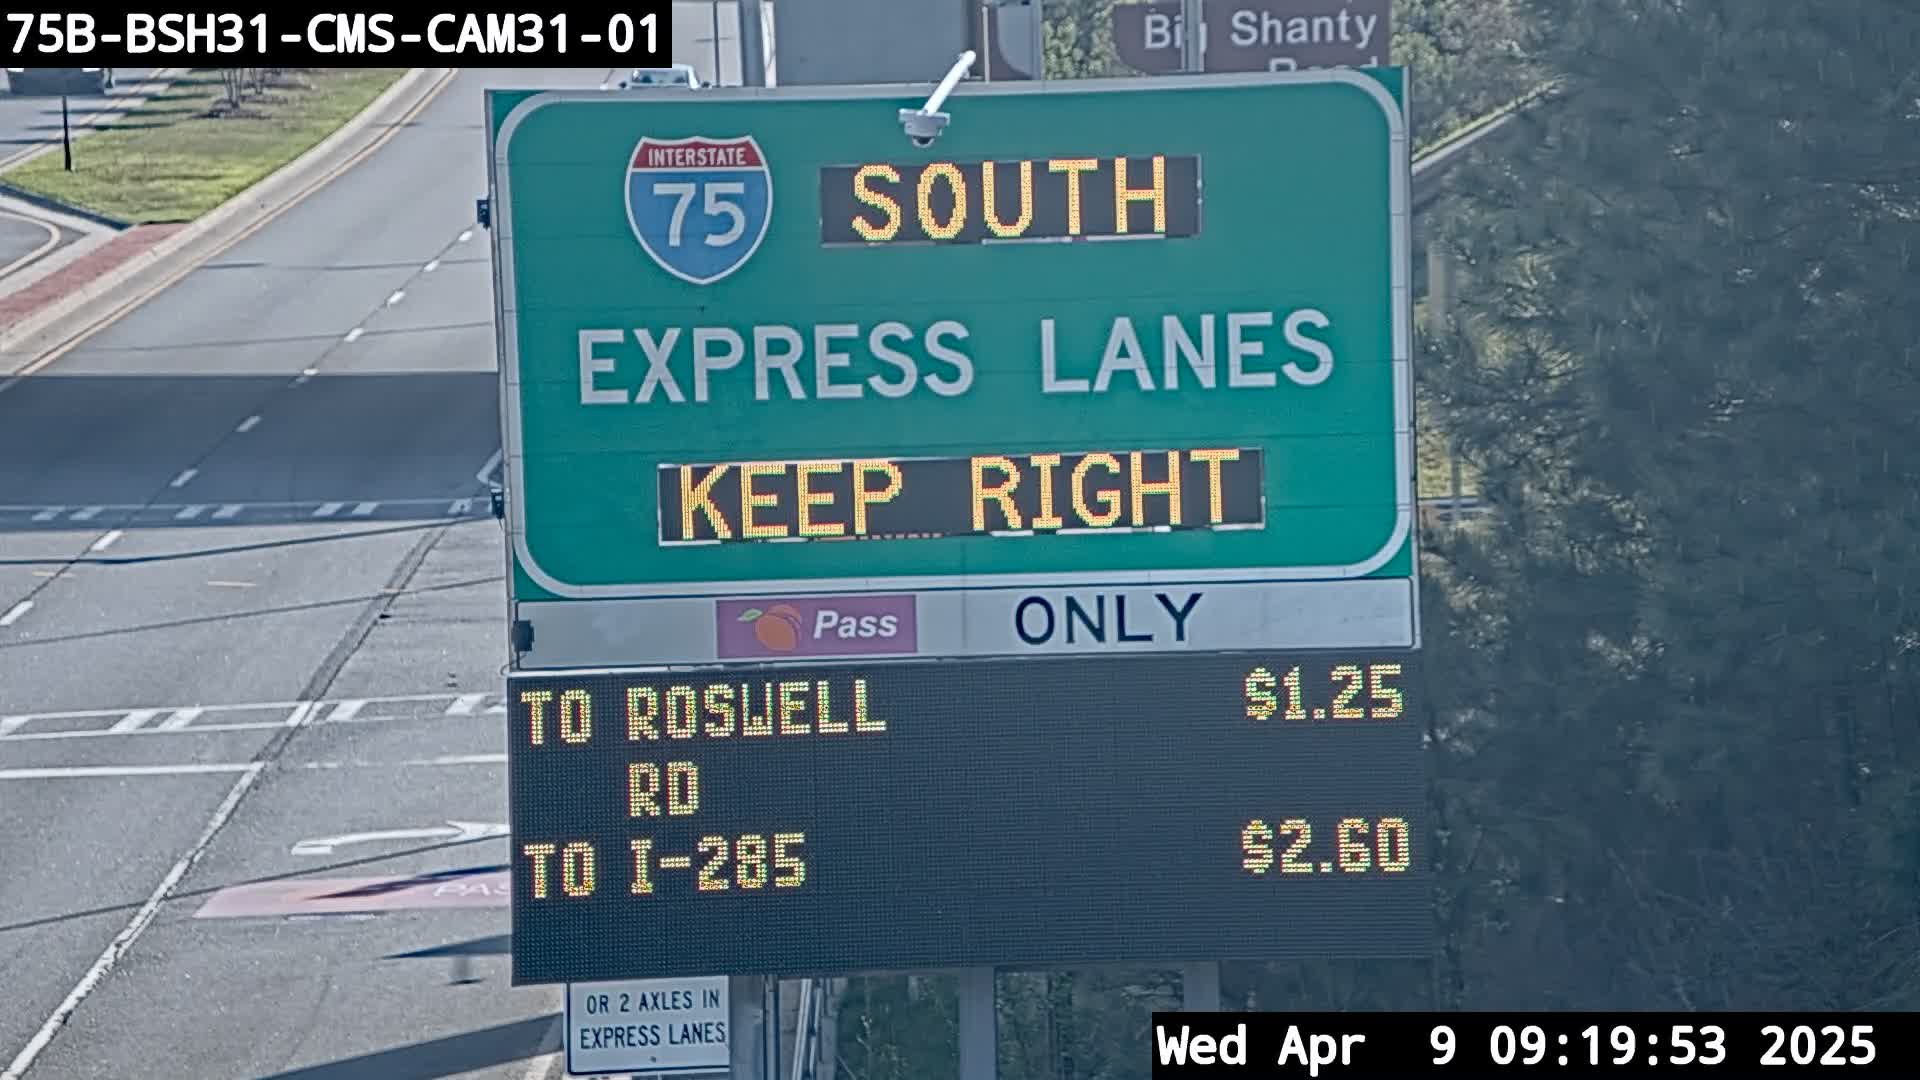 75B-BSH31-CMS-CAM31-01
Big Shanty
Road
INTERSTATE
75
SOUTH
EXPRESS LANES
KEEP RIGHT
Pass ONLY
TO ROSWELL $1.25
RD
TO I-285 $2.60
OR 2 AXLES IN
EXPRESS LANES
Wed Apr 9 09:19:53 2025